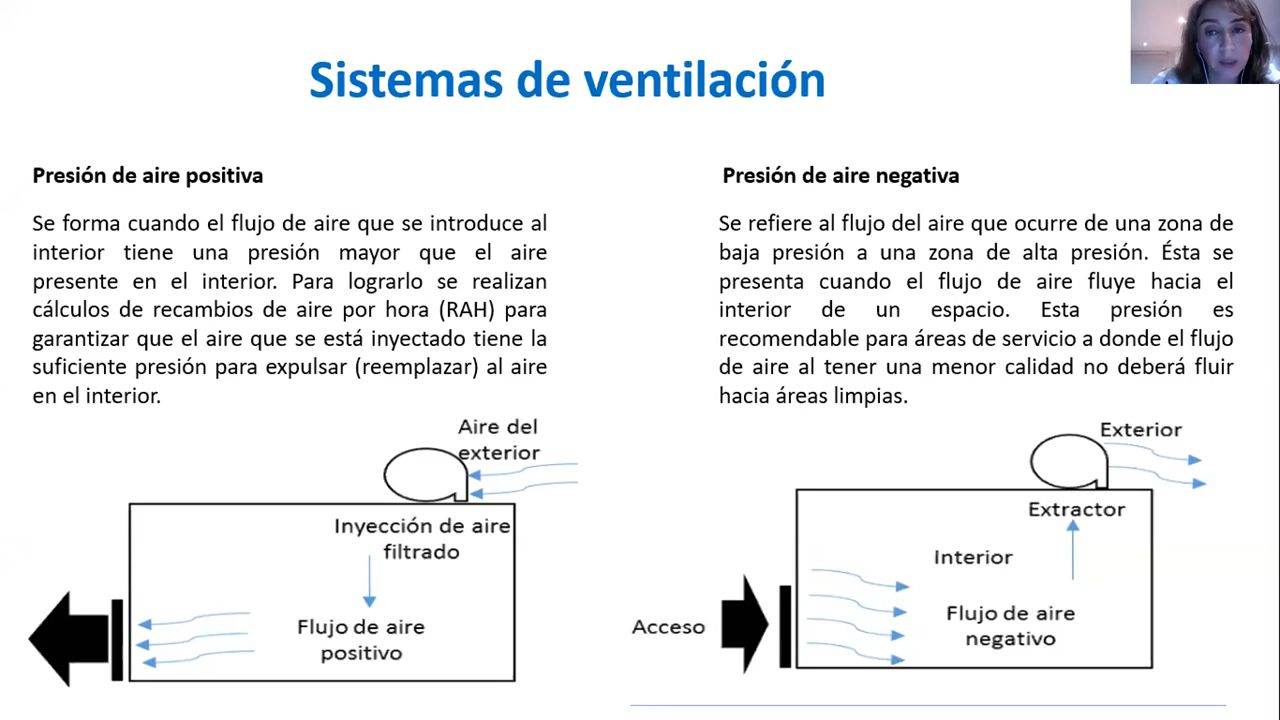 Sistemas de ventilación
Presión de aire positiva
Se forma cuando el flujo de aire que se introduce al
interior tiene una presión mayor que el aire
presente en el interior. Para lograrlo se realizan
cálculos de recambios de aire por hora (RAH) para
garantizar que el aire que se está inyectado tiene la
suficiente presión para expulsar (reemplazar) al aire
en el interior.
Aire del
exterior
Inyección de aire
filtrado
Flujo de aire
positivo
Presión de aire negativa
Se refiere al flujo del aire que ocurre de una zona de
baja presión a una zona de alta presión. Ésta se
presenta cuando el flujo de aire fluye hacia el
interior de un espacio. Esta presión es
recomendable para áreas de servicio a donde el flujo
de aire al tener una menor calidad no deberá fluir
hacia áreas limpias.
Exterior
Extractor
Interior
Flujo de aire
negativo
Acceso